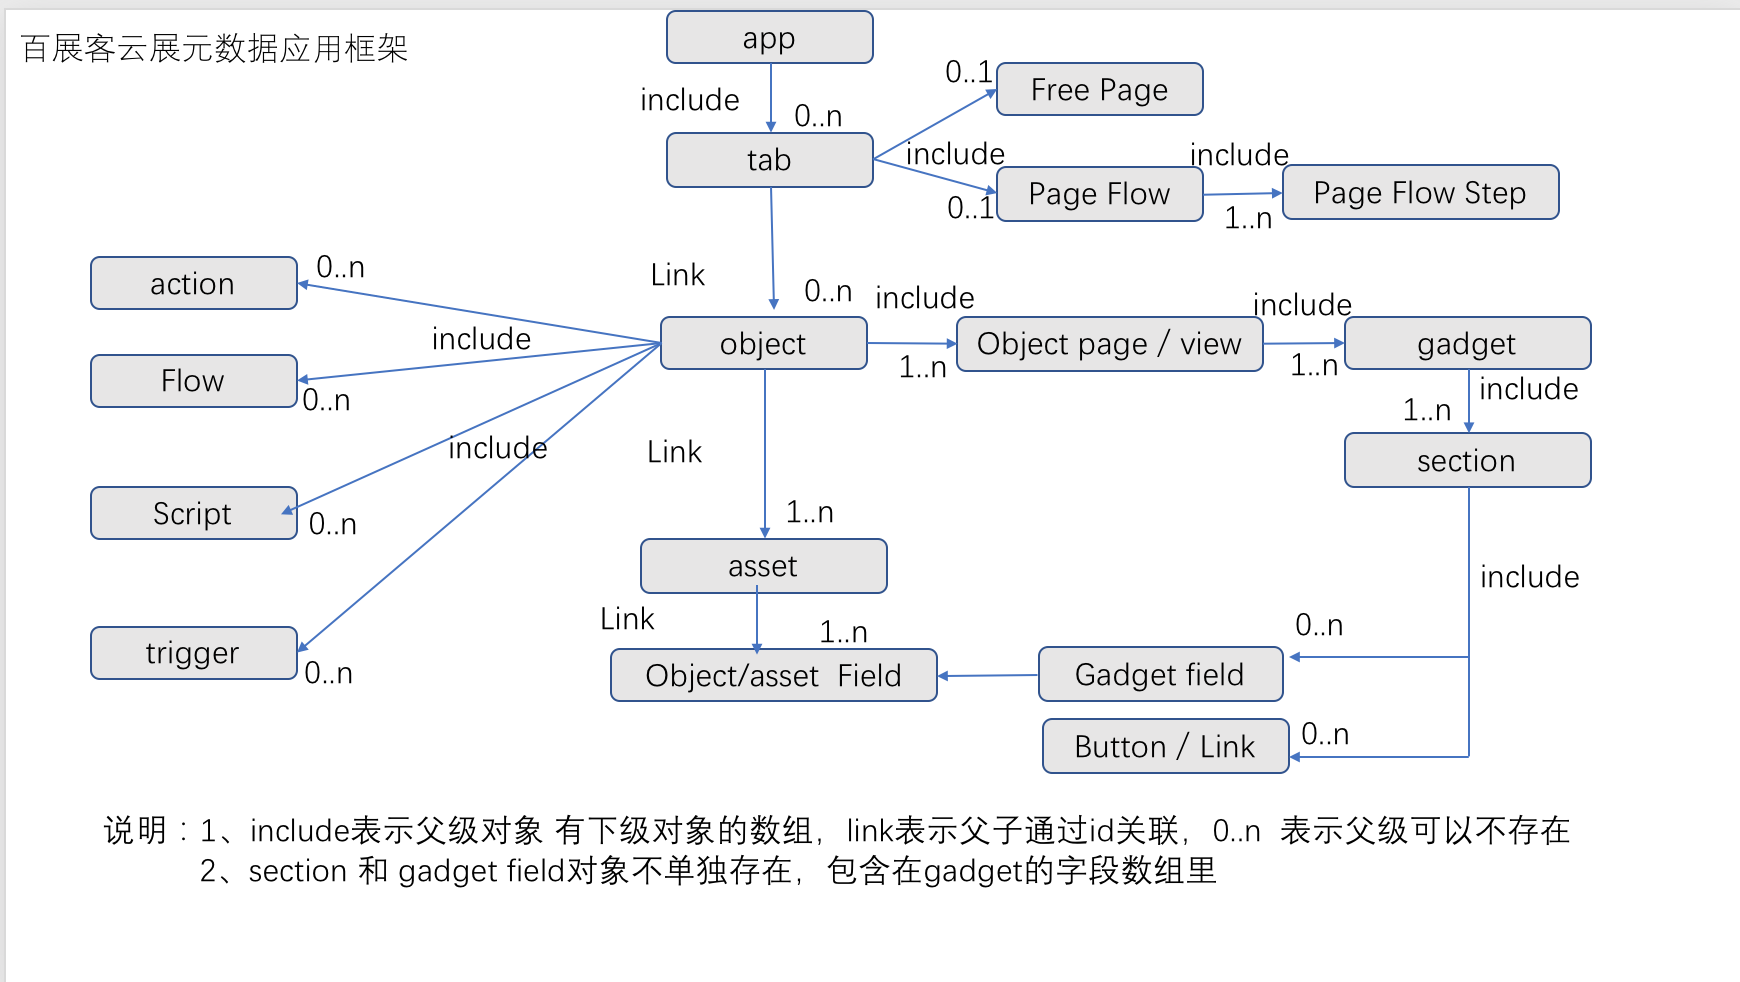 百展客云展元数据应用框架
app
include
0..n
0..1
Free Page
tab
include
include
Page Flow
Page Flow Step
0..1
1..n
action
0..n
Link
0..n
include
include
include
object
Object page / view
gadget
1..n
1..n
include
Flow
0..n
1..n
include
Link
section
Script
0..n
1..n
asset
include
Link
1..n
0..n
trigger
0..n
Object/asset  Field
Gadget field
Button / Link
0..n
说明：1、include表示父级对象 有下级对象的数组，link表示父子通过id关联，0..n 表示父级可以不存在
2、section 和 gadget field对象不单独存在，包含在gadget的字段数组里